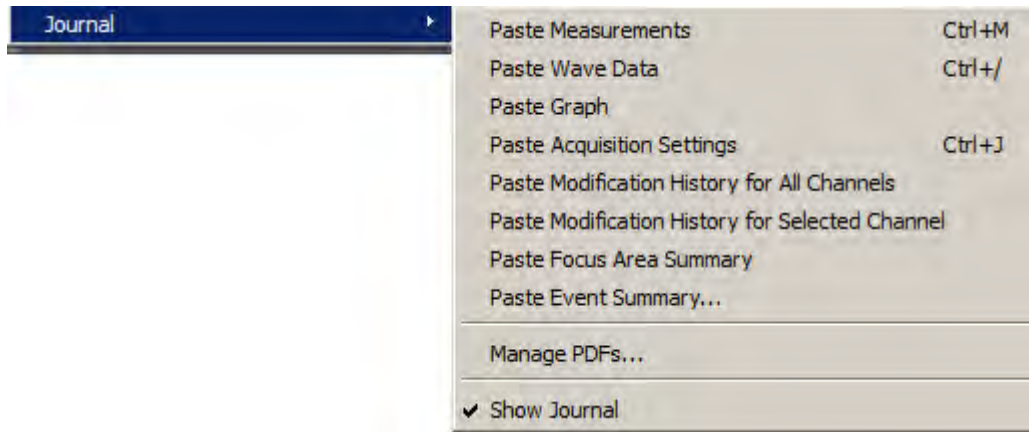 Journal
Paste Measurements Ctrl+M
Paste Wave Data Ctrl+/
Paste Graph
Paste Acquisition Settings Ctrl+J
Paste Modification History for All Channels
Paste Modification History for Selected Channel
Paste Focus Area Summary
Paste Event Summary...
Manage PDFs...
Show Journal